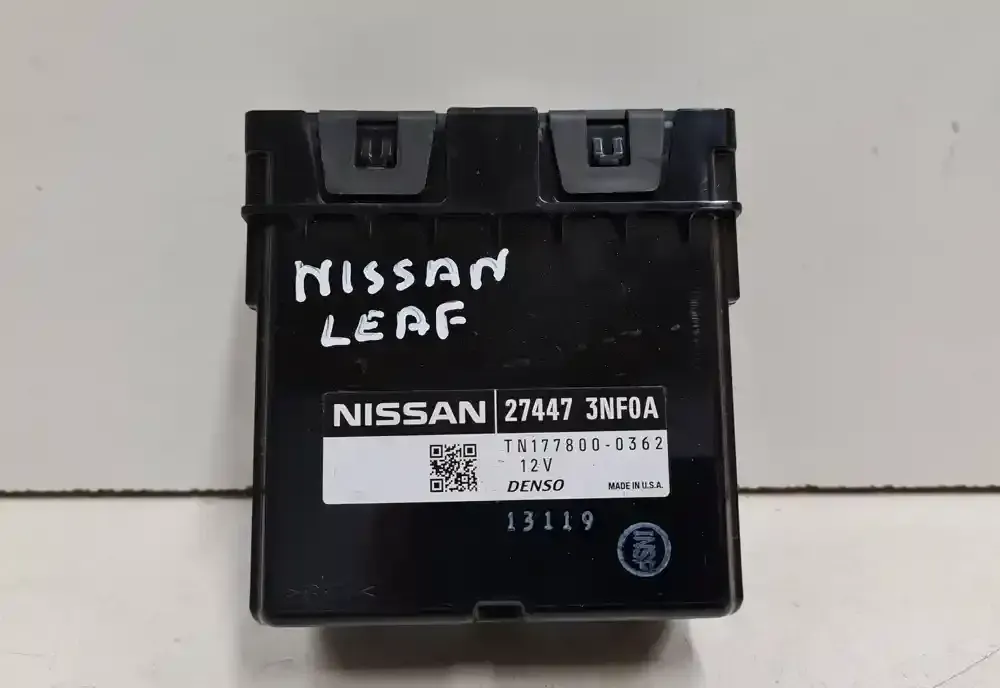 NISSAN
LEAF
NISSAN 27447 3NF0A
TN177800-0362
12V
DENSO MADE IN U.S.A.
13119